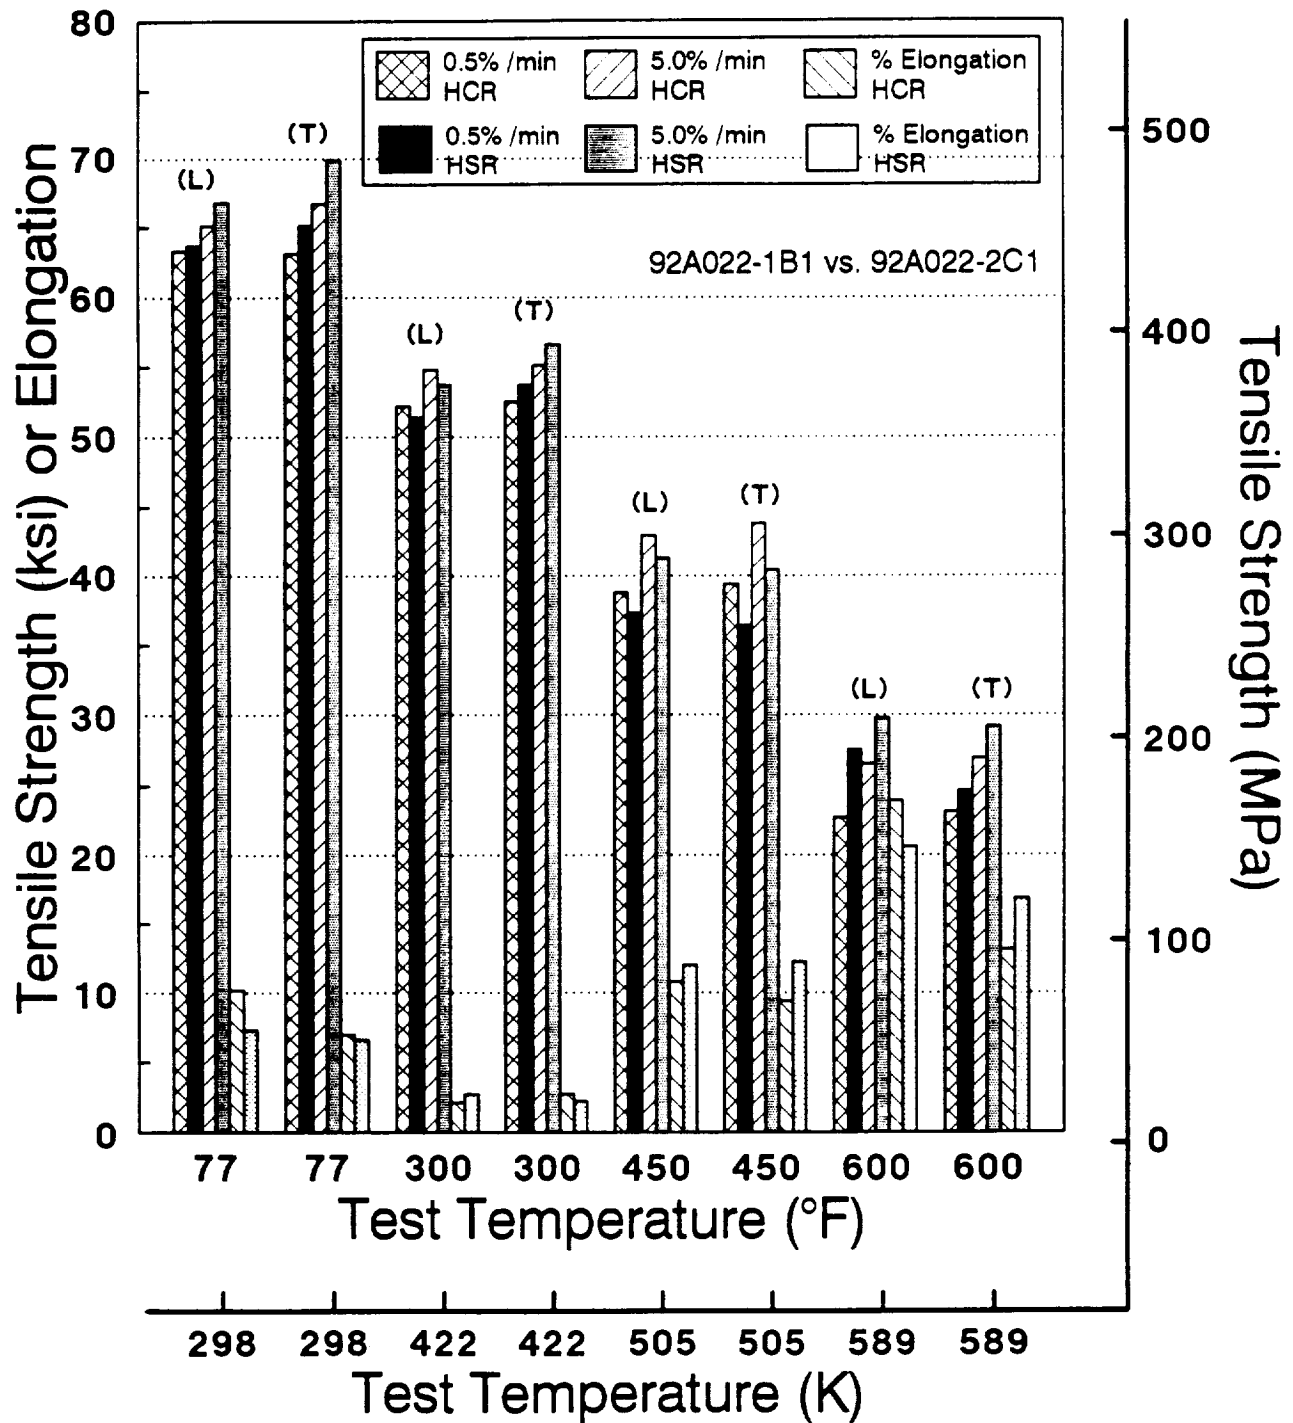 80
70
60
50
40
30
20
10
0
Tensile Strength (ksi) or Elongation
0.5% /min
HCR
5.0% /min
HCR
% Elongation
HCR
0.5% /min
HSR
5.0% /min
HSR
% Elongation
HSR
92A022-1B1 vs. 92A022-2C1
(L)
(T)
(L)
(T)
(L)
(T)
(L)
(T)
500
400
300
200
100
0
Tensile Strength (MPa)
77 77 300 300 450 450 600 600
Test Temperature (°F)
298 298 422 422 505 505 589 589
Test Temperature (K)